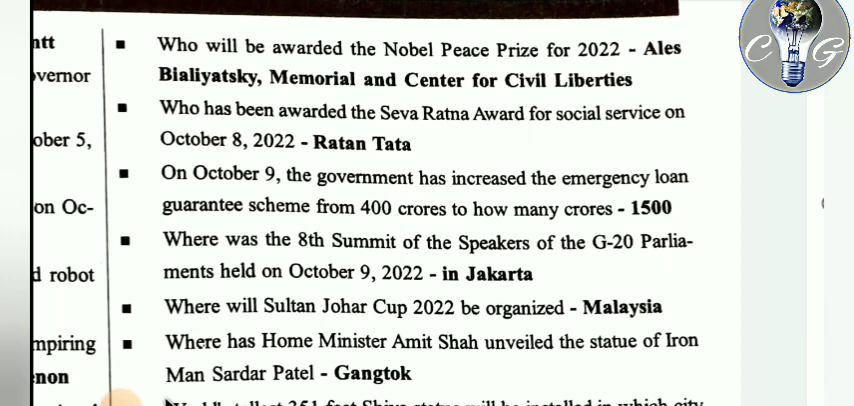 ober 5,
on Oc-
d robot
non
■ Who will be awarded the Nobel Peace Prize for 2022 - Ales
Bialiyatsky, Memorial and Center for Civil Liberties
■ Who has been awarded the Seva Ratna Award for social service on
October 8, 2022 - Ratan Tata
■ On October 9, the government has increased the emergency loan
guarantee scheme from 400 crores to how many crores - 1500
■ Where was the 8th Summit of the Speakers of the G-20 Parlia-
ments held on October 9, 2022 - in Jakarta
■ Where will Sultan Johar Cup 2022 be organized - Malaysia
■ Where has Home Minister Amit Shah unveiled the statue of Iron
Man Sardar Patel - Gangtok
C G